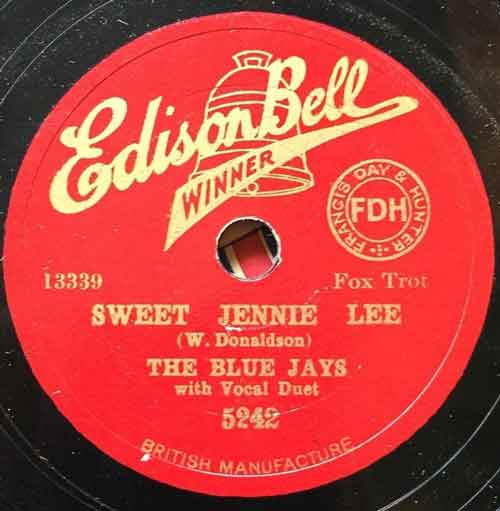 Edison Bell
WINNER
FRANCIS DAY & HUNTER
FDH
13339
Fox Trot
SWEET JENNIE LEE
(W. Donaldson)
THE BLUE JAYS
with Vocal Duet
5242
BRITISH MANUFACTURE